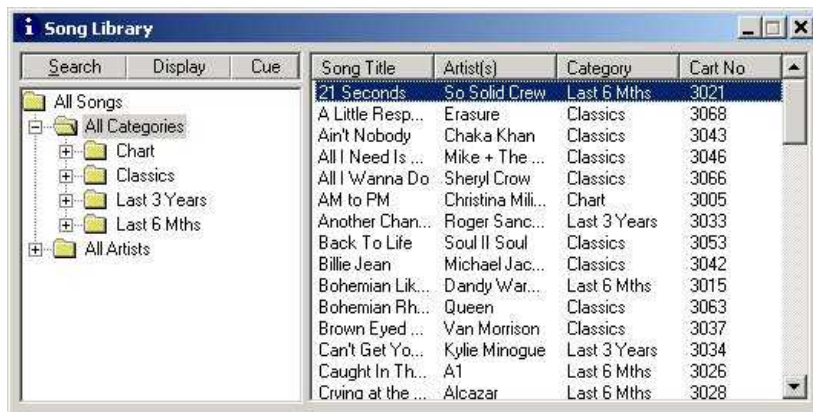 Song Library
Search Display Cue
All Songs
All Categories
Chart
Classics
Last 3 Years
Last 6 Mths
All Artists
Song Title Artist(s) Category Cart No
21 Seconds So Solid Crew Last 6 Mths 3021
A Little Resp... Erasure Classics 3068
Ain't Nobody Chaka Khan Classics 3043
All I Need Is ... Mike + The ... Classics 3046
All I Wanna Do Sheryl Crow Classics 3066
AM to PM Christina Mili... Chart 3005
Another Chan... Roger Sanc... Last 3 Years 3033
Back To Life Soul II Soul Classics 3053
Billie Jean Michael Jac... Classics 3042
Bohemian Lik... Dandy War... Last 6 Mths 3015
Bohemian Rh... Queen Classics 3063
Brown Eyed ... Van Morrison Classics 3037
Can't Get Yo... Kylie Minogue Last 3 Years 3034
Caught In Th... A1 Last 6 Mths 3026
Crying at the ... Alcazar Last 6 Mths 3028